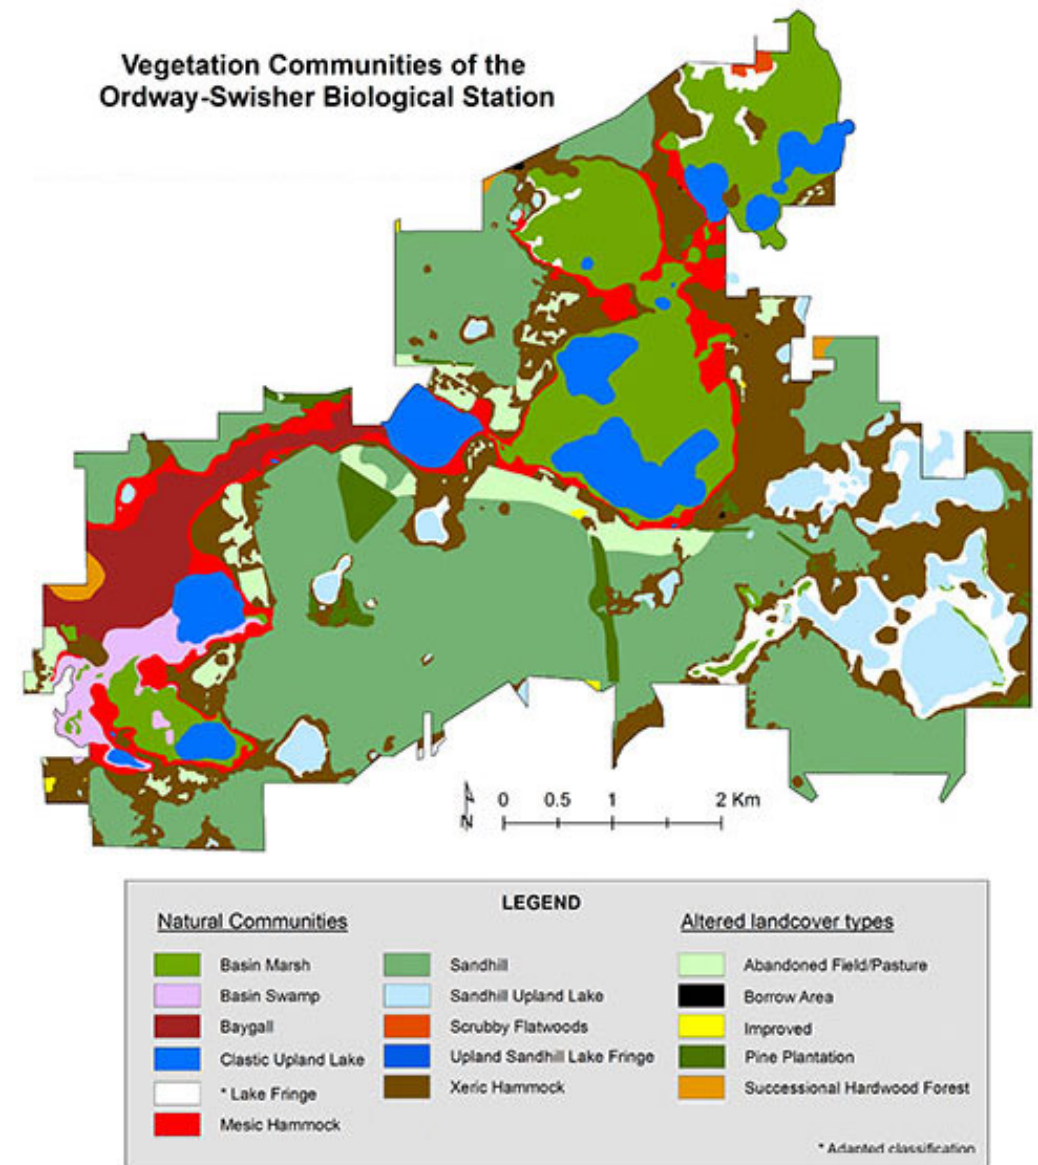 Vegetation Communities of the
Ordway-Swisher Biological Station
N
0 0.5 1 2 Km
LEGEND
Natural Communities
Basin Marsh
Basin Swamp
Baygall
Clastic Upland Lake
* Lake Fringe
Mesic Hammock
Sandhill
Sandhill Upland Lake
Scrubby Flatwoods
Upland Sandhill Lake Fringe
Xeric Hammock
Altered landcover types
Abandoned Field/Pasture
Borrow Area
Improved
Pine Plantation
Successional Hardwood Forest
* Adapted classification